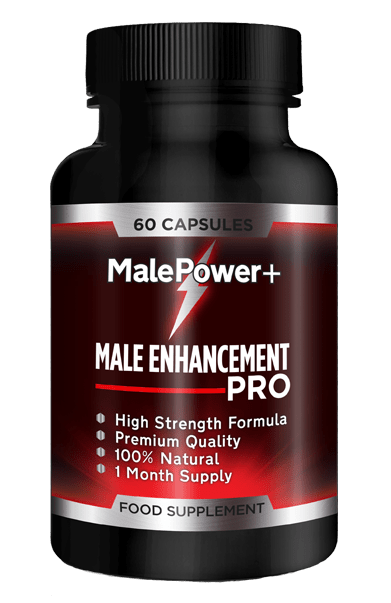 60 CAPSULES
MalePower+
MALE ENHANCEMENT
PRO
High Strength Formula
Premium Quality
100% Natural
1 Month Supply
FOOD SUPPLEMENT